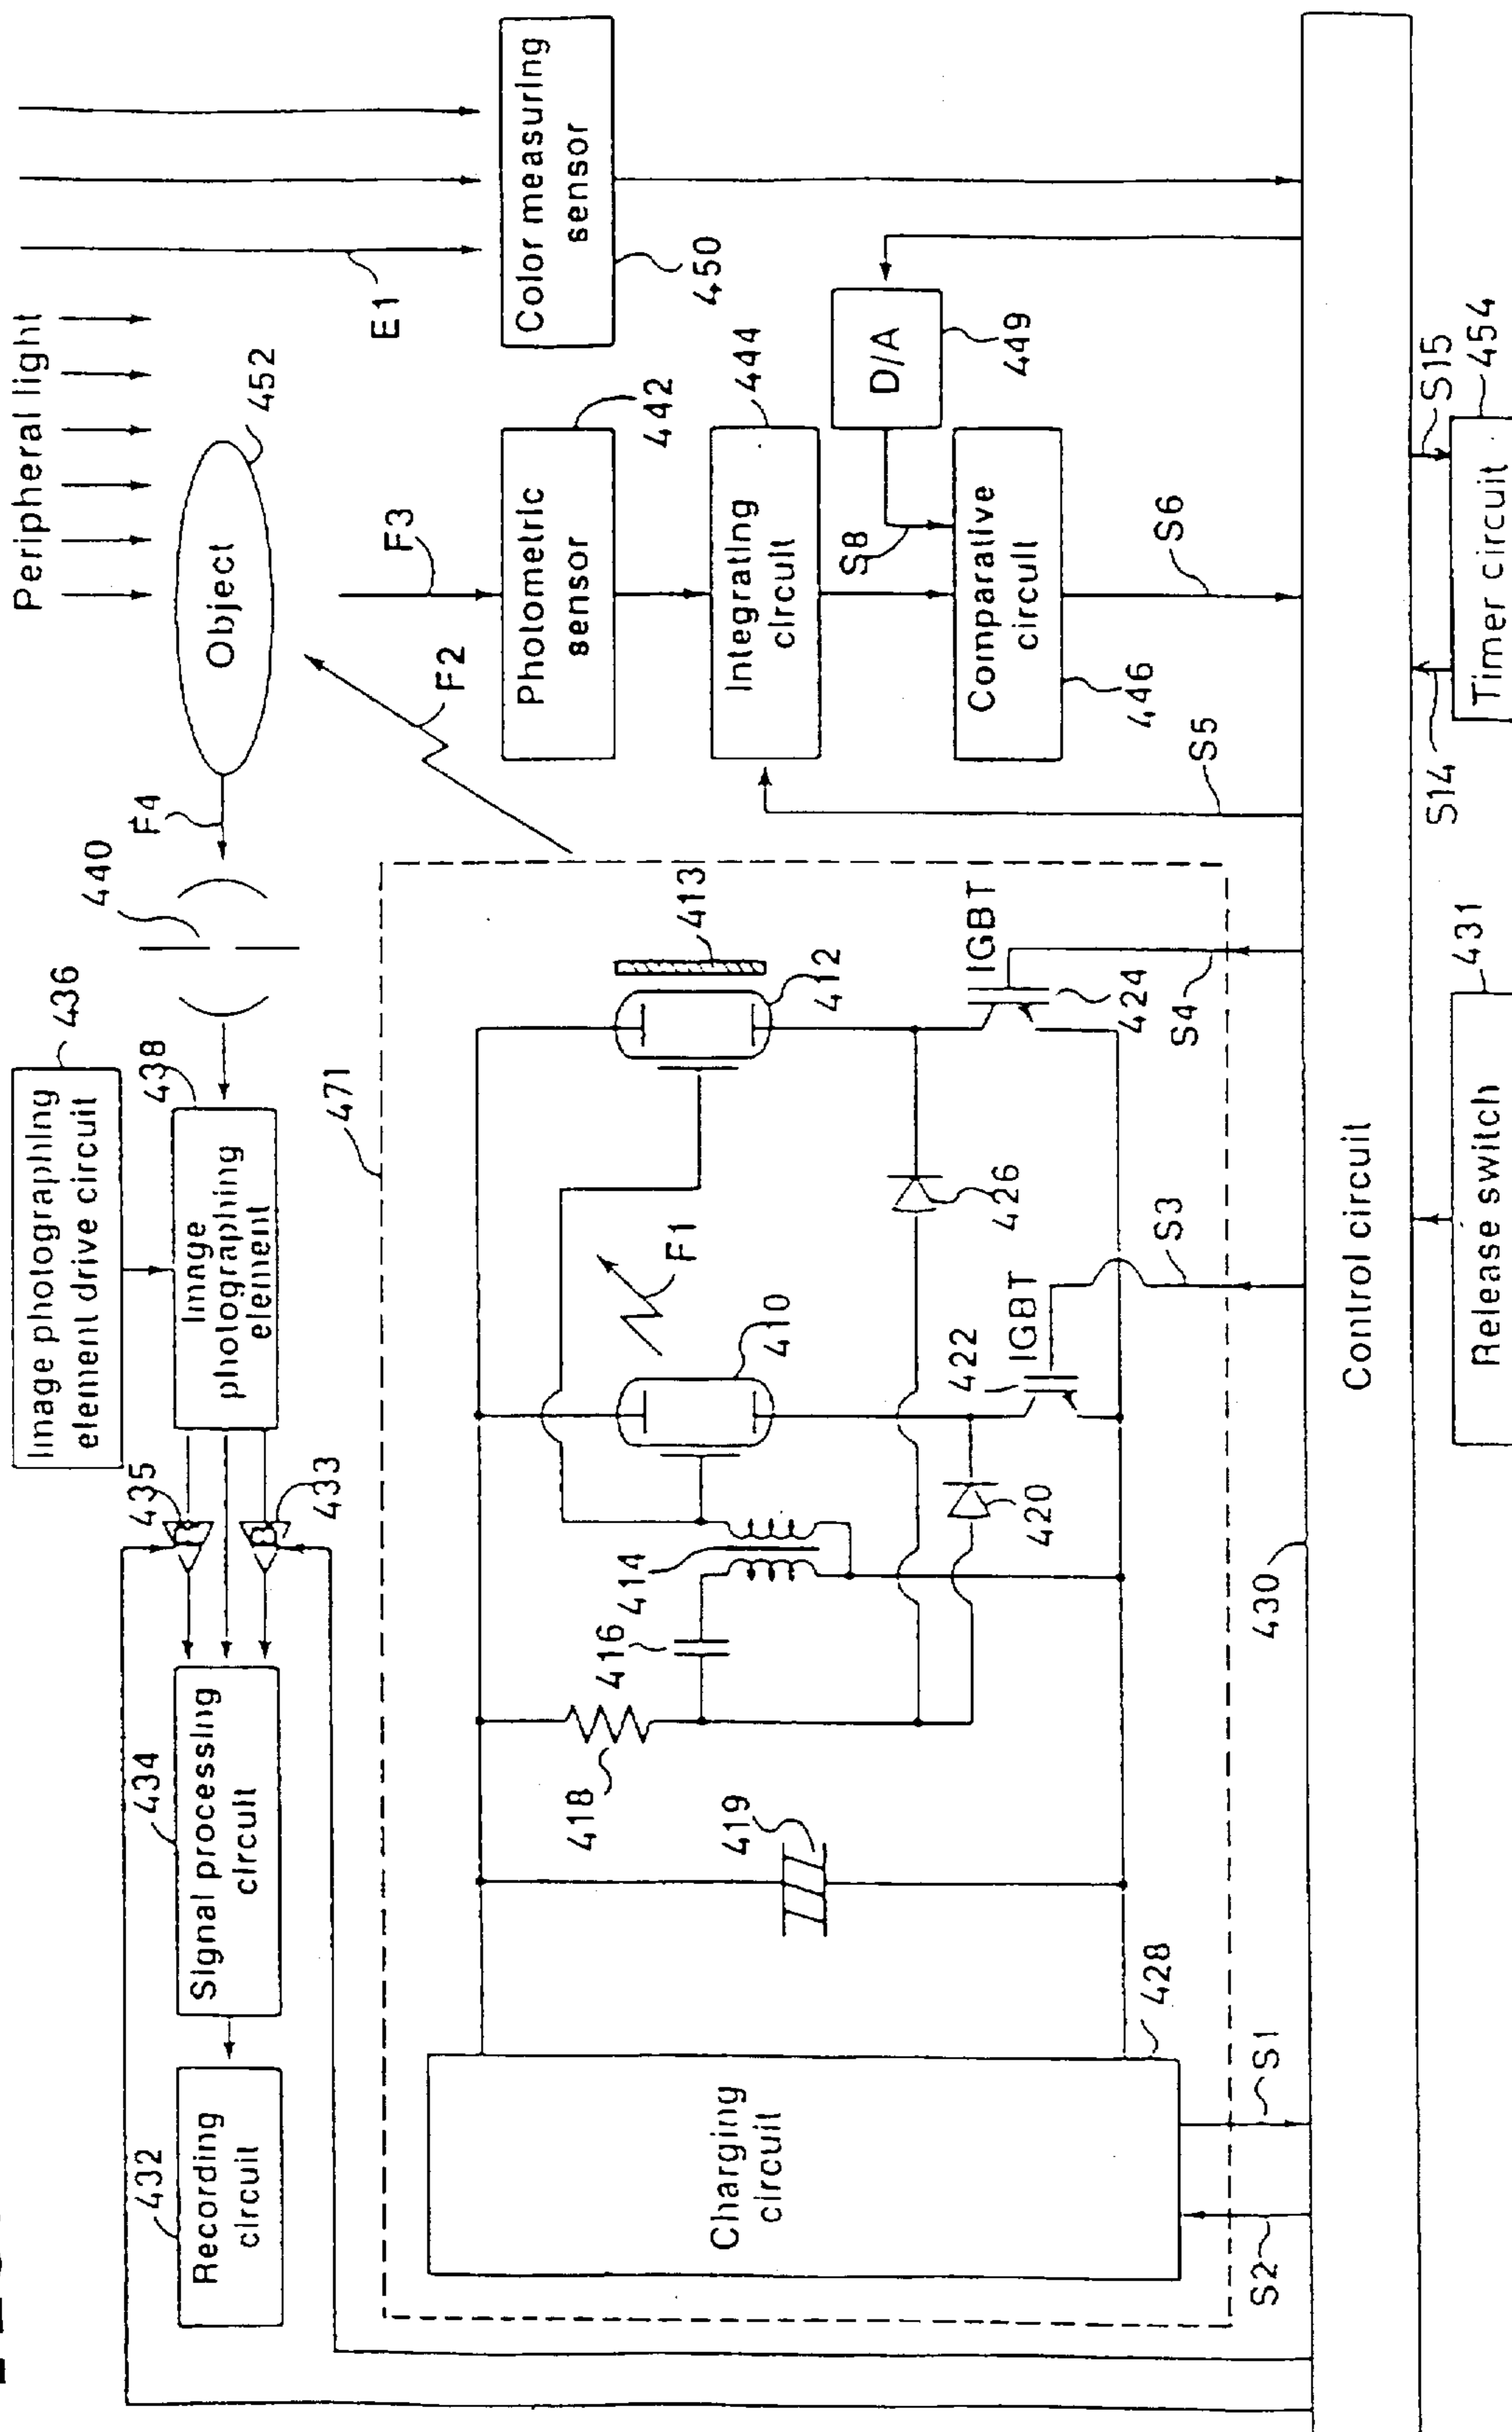 Peripheral light
E1
Color measuring
sensor
450
Object
452
F3
F2
F4
Photometric
sensor
442
Integrating
circuit
444
D/A
449
S8
Comparative
circuit
446
S6
S5
440
Image photographing
element drive circuit
436
Image
photographing
element
438
435
433
Signal processing
circuit
434
Recording
circuit
432
471
413
412
IGBT
424
S4
426
F1
410
IGBT
422
S3
420
414
416
418
419
Charging
circuit
428
S1
S2
430
Control circuit
Release switch
431
S14
S15
Timer circuit
454